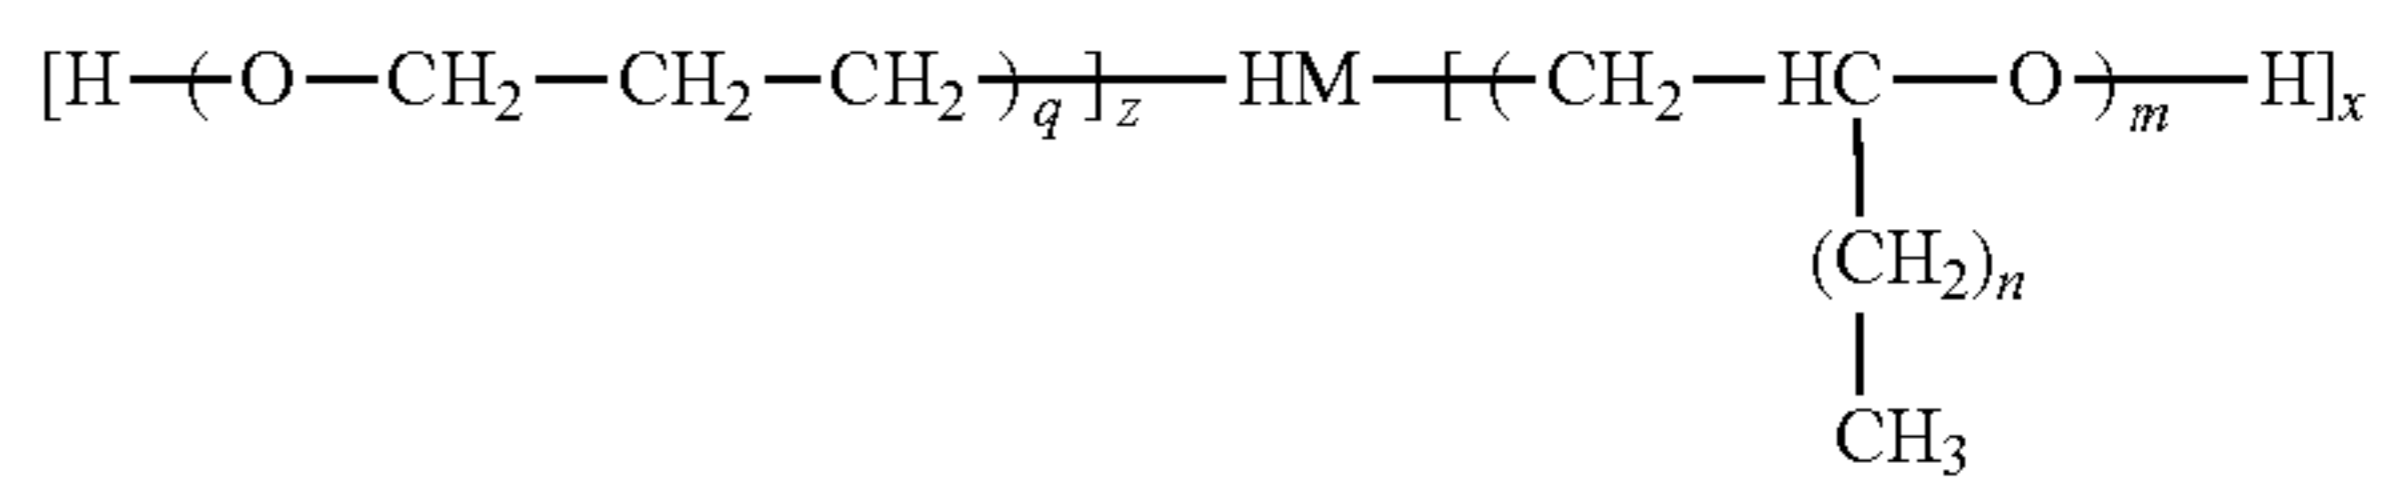 [H—(O—CH₂—CH₂—CH₂)q]z—HM—[(CH₂—HC—O)m—H]x
(CH₂)n
CH₃